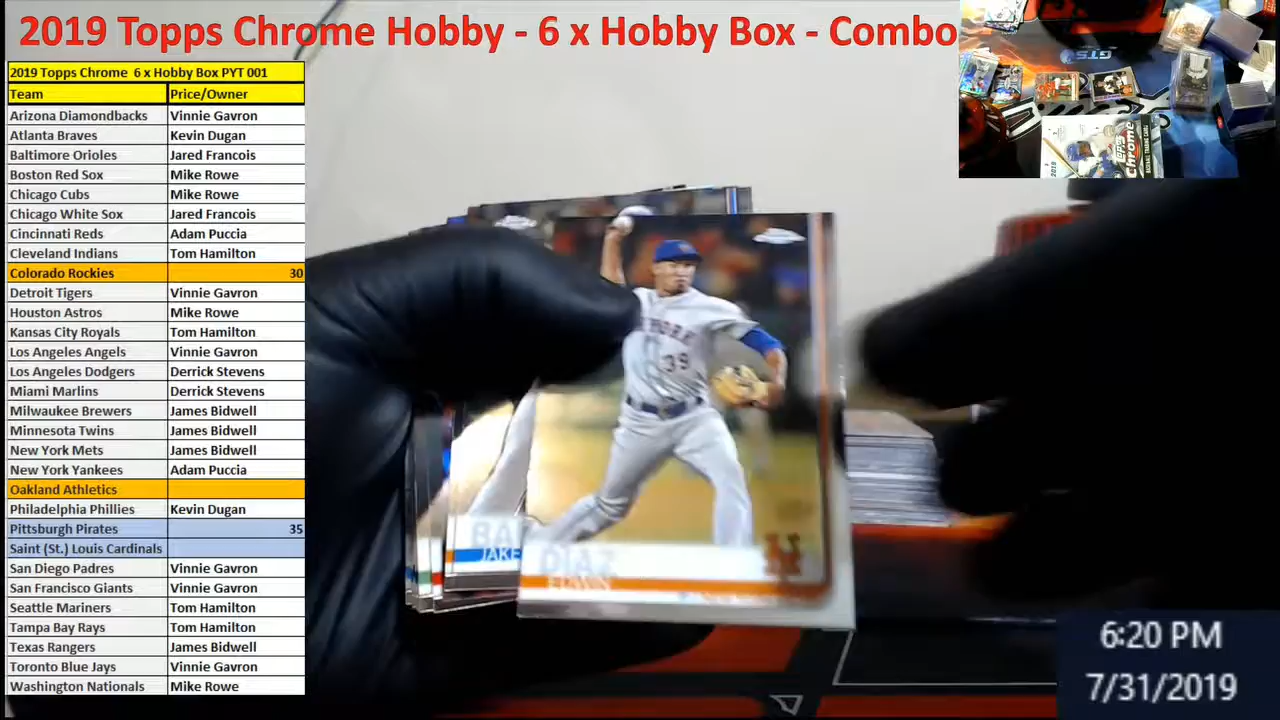 2019 Topps Chrome Hobby - 6 x Hobby Box - Combo
2019 Topps Chrome 6 x Hobby Box PYT 001
Team Price/Owner
Arizona Diamondbacks Vinnie Gavron
Atlanta Braves Kevin Dugan
Baltimore Orioles Jared Francois
Boston Red Sox Mike Rowe
Chicago Cubs Mike Rowe
Chicago White Sox Jared Francois
Cincinnati Reds Adam Puccia
Cleveland Indians Tom Hamilton
Colorado Rockies 30
Detroit Tigers Vinnie Gavron
Houston Astros Mike Rowe
Kansas City Royals Tom Hamilton
Los Angeles Angels Vinnie Gavron
Los Angeles Dodgers Derrick Stevens
Miami Marlins Derrick Stevens
Milwaukee Brewers James Bidwell
Minnesota Twins James Bidwell
New York Mets James Bidwell
New York Yankees Adam Puccia
Oakland Athletics
Philadelphia Phillies Kevin Dugan
Pittsburgh Pirates 35
Saint (St.) Louis Cardinals
San Diego Padres Vinnie Gavron
San Francisco Giants Vinnie Gavron
Seattle Mariners Tom Hamilton
Tampa Bay Rays Tom Hamilton
Texas Rangers James Bidwell
Toronto Blue Jays Vinnie Gavron
Washington Nationals Mike Rowe
GTS
Topps
Chrome
2019
39
BA
JAKE
DIAZ
EDWIN
6:20 PM
7/31/2019